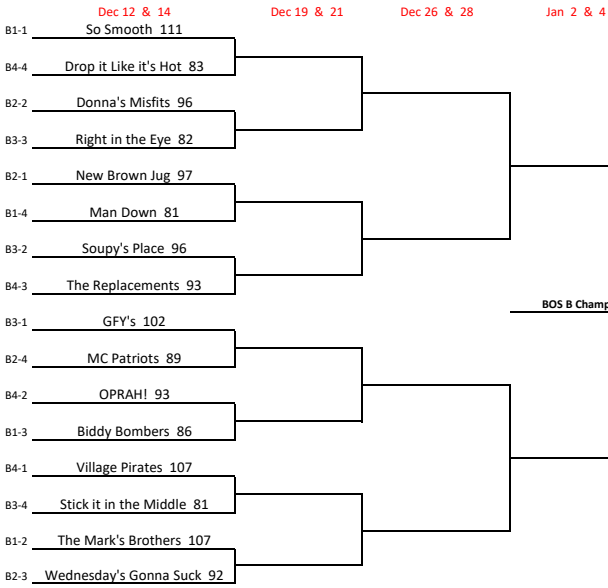 Dec 12 & 14 Dec 19 & 21 Dec 26 & 28 Jan 2 & 4
B1-1 So Smooth 111
B4-4 Drop it Like it's Hot 83
B2-2 Donna's Misfits 96
B3-3 Right in the Eye 82
B2-1 New Brown Jug 97
B1-4 Man Down 81
B3-2 Soupy's Place 96
B4-3 The Replacements 93
BOS B Champ
B3-1 GFY's 102
B2-4 MC Patriots 89
B4-2 OPRAH! 93
B1-3 Biddy Bombers 86
B4-1 Village Pirates 107
B3-4 Stick it in the Middle 81
B1-2 The Mark's Brothers 107
B2-3 Wednesday's Gonna Suck 92